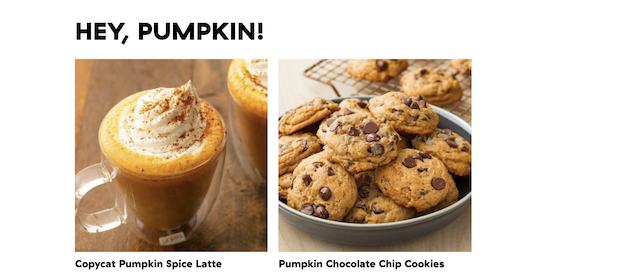 HEY, PUMPKIN!
Copycat Pumpkin Spice Latte
Pumpkin Chocolate Chip Cookies